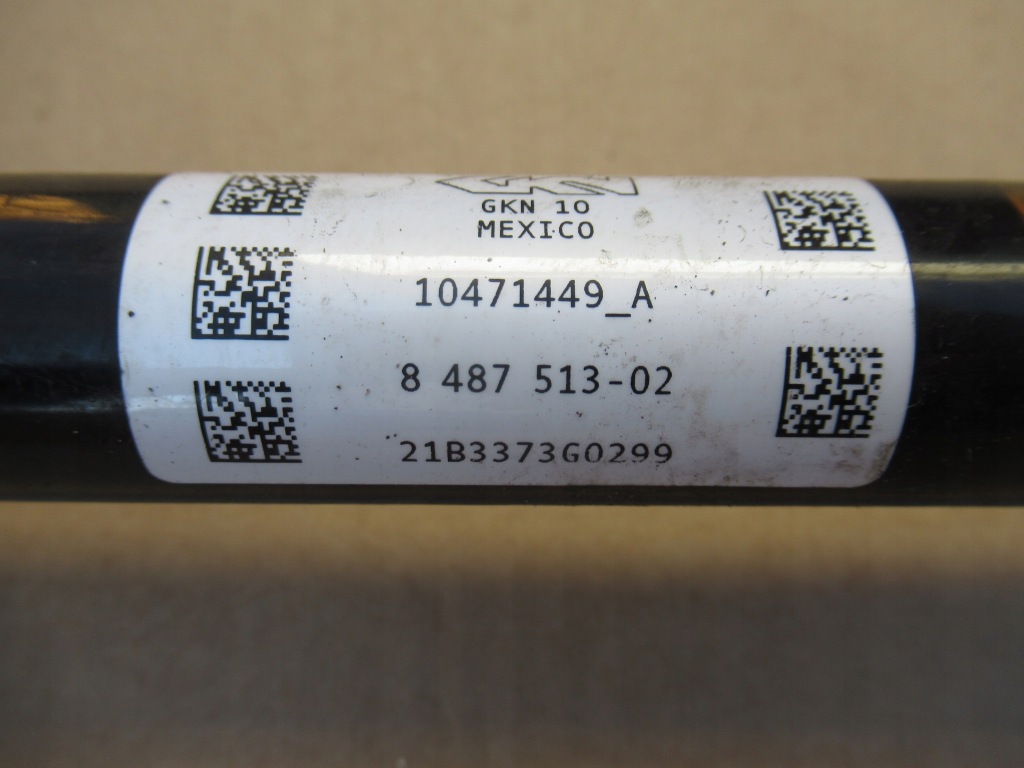 GKN 10
MEXICO
10471449_A
8 487 513-02
21B3373G0299